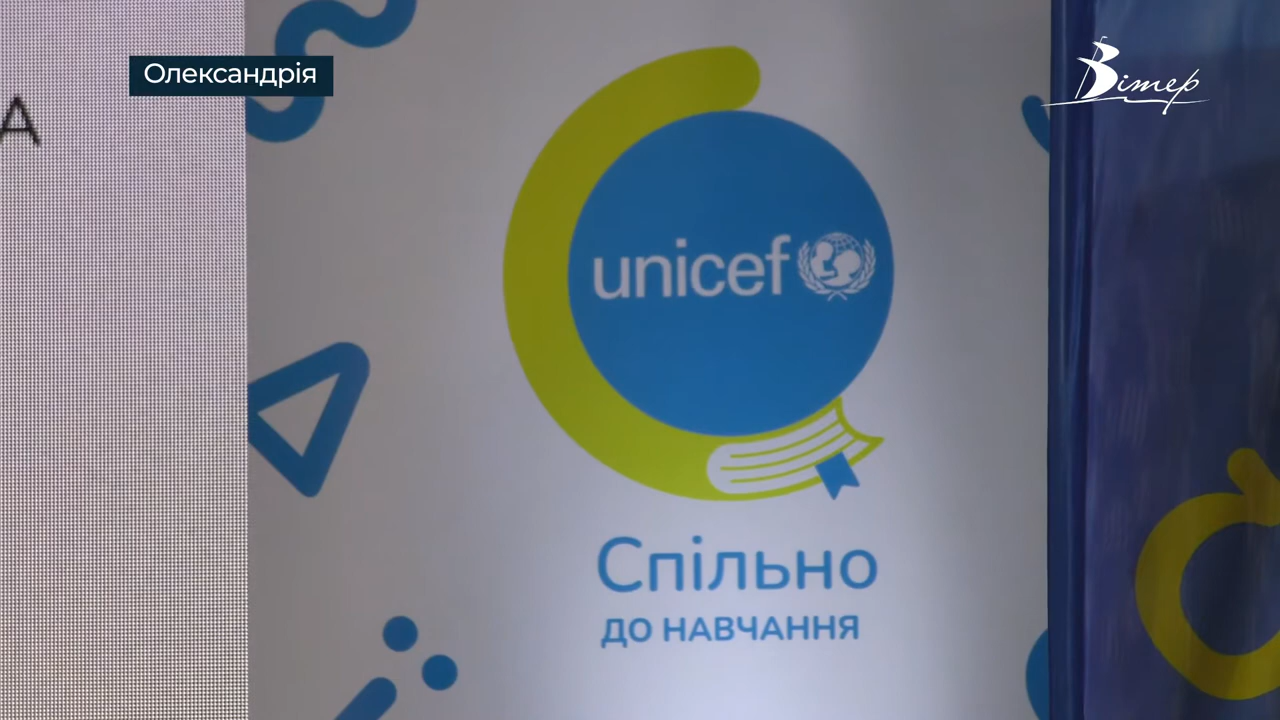 Олександрія
Вітер
А
unicef
Спільно
ДО НАВЧАННЯ